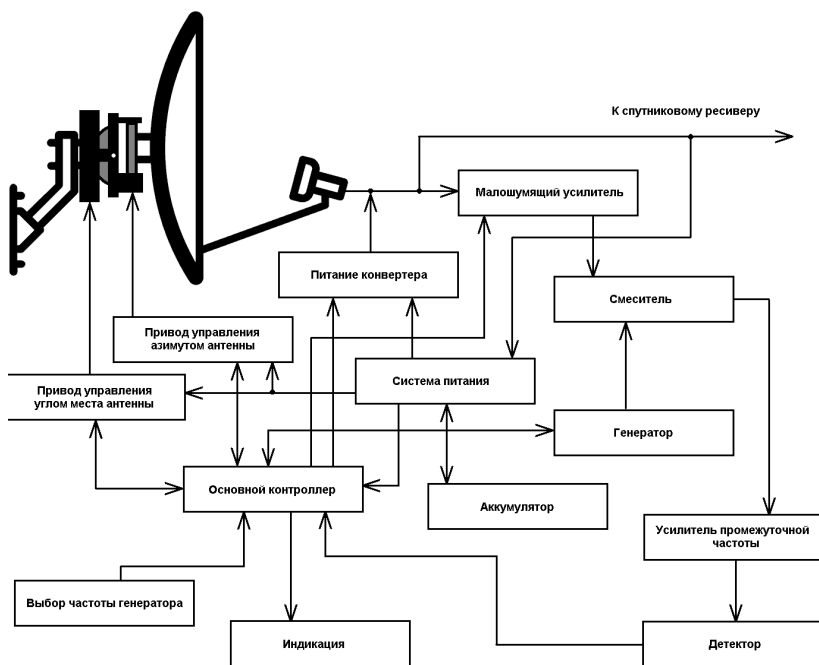 К спутниковому ресиверу
Малошумящий усилитель
Питание конвертера
Смеситель
Привод управления
азимутом антенны
Привод управления
углом места антенны
Система питания
Генератор
Основной контроллер
Аккумулятор
Усилитель промежуточной
частоты
Выбор частоты генератора
Индикация
Детектор